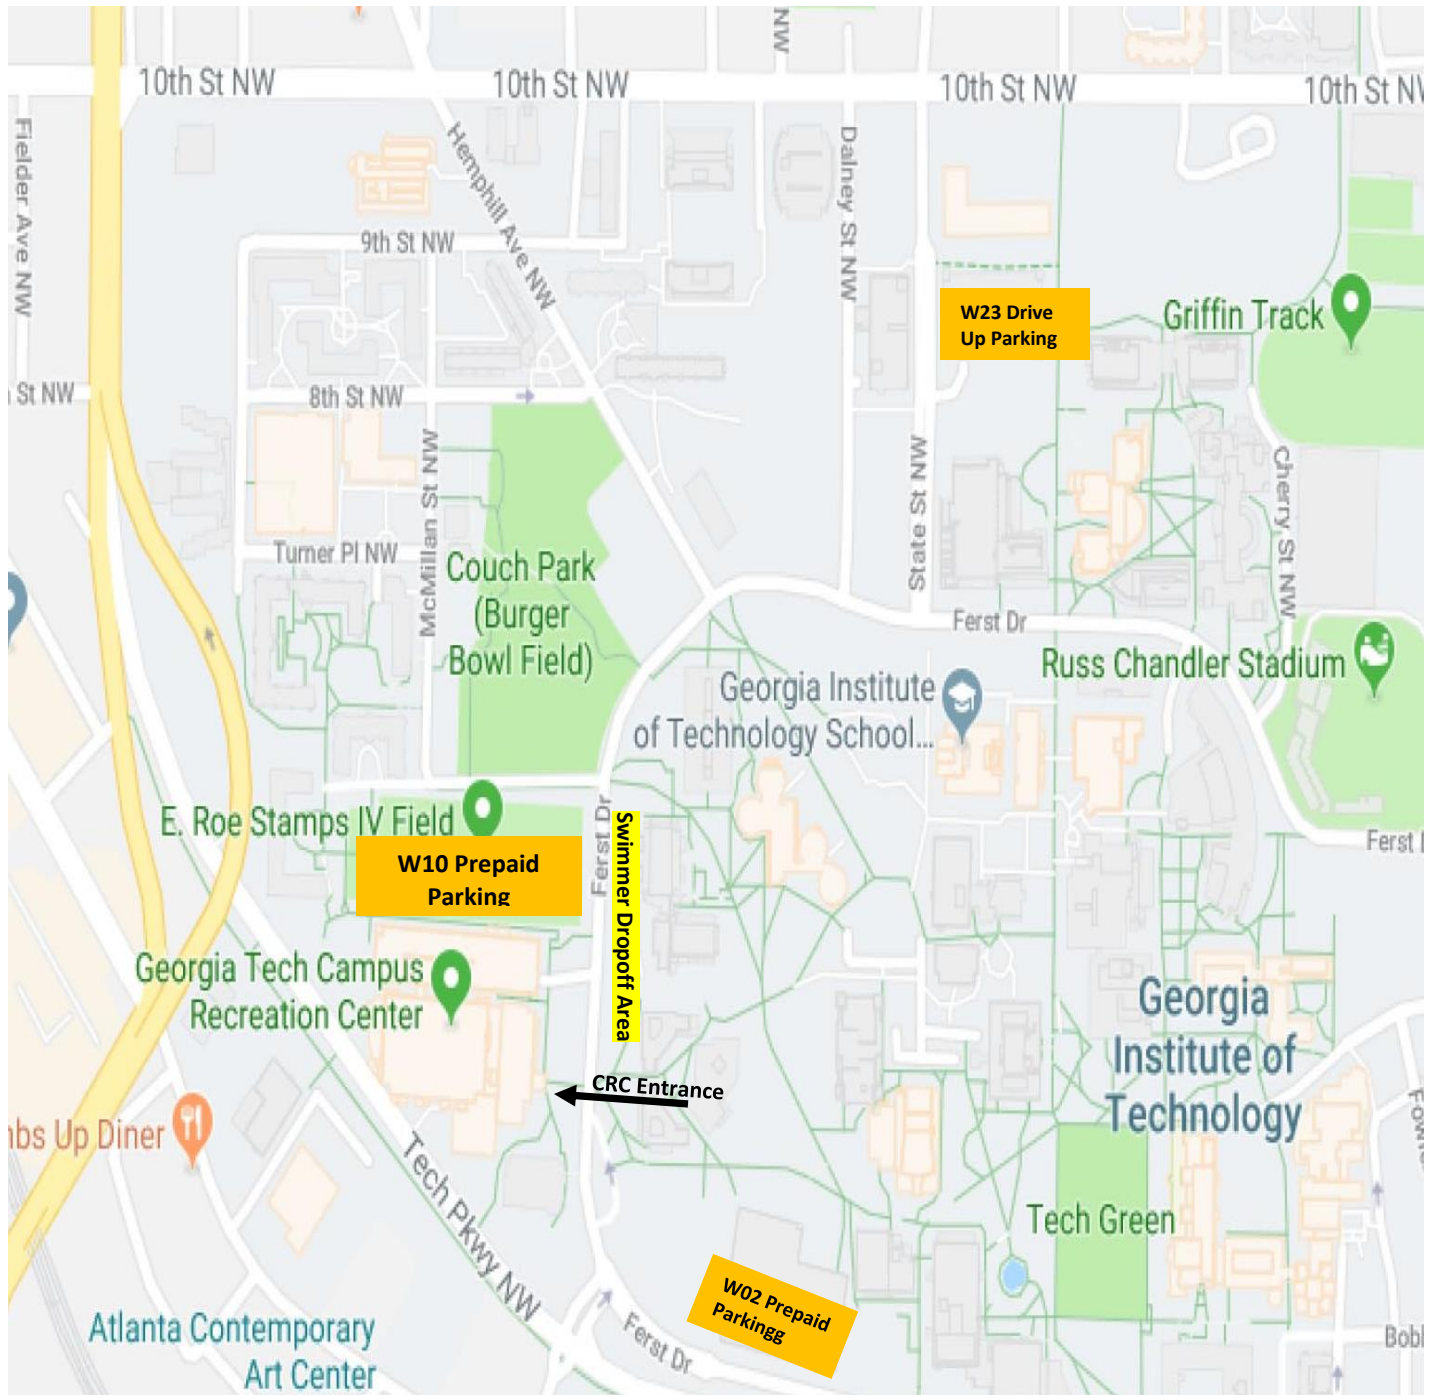 NW
10th St NW
10th St NW
10th St NW
10th St NW
Fielder Ave NW
Hemphill Ave NW
Dalney St NW
9th St NW
W23 Drive
Up Parking
Griffin Track
St NW
8th St NW
McMillan St NW
State St NW
Cherry St NW
Turner Pl NW
Couch Park
(Burger
Bowl Field)
Ferst Dr
Russ Chandler Stadium
Georgia Institute
of Technology School...
E. Roe Stamps IV Field
Ferst Dr
Swimmer Dropoff Area
Ferst
W10 Prepaid
Parking
Georgia Tech Campus
Recreation Center
Georgia
Institute of
Technology
CRC Entrance
bs Up Diner
Tech Pkwy NW
Tech Green
W02 Prepaid
Parkingg
Ferst Dr
Atlanta Contemporary
Art Center